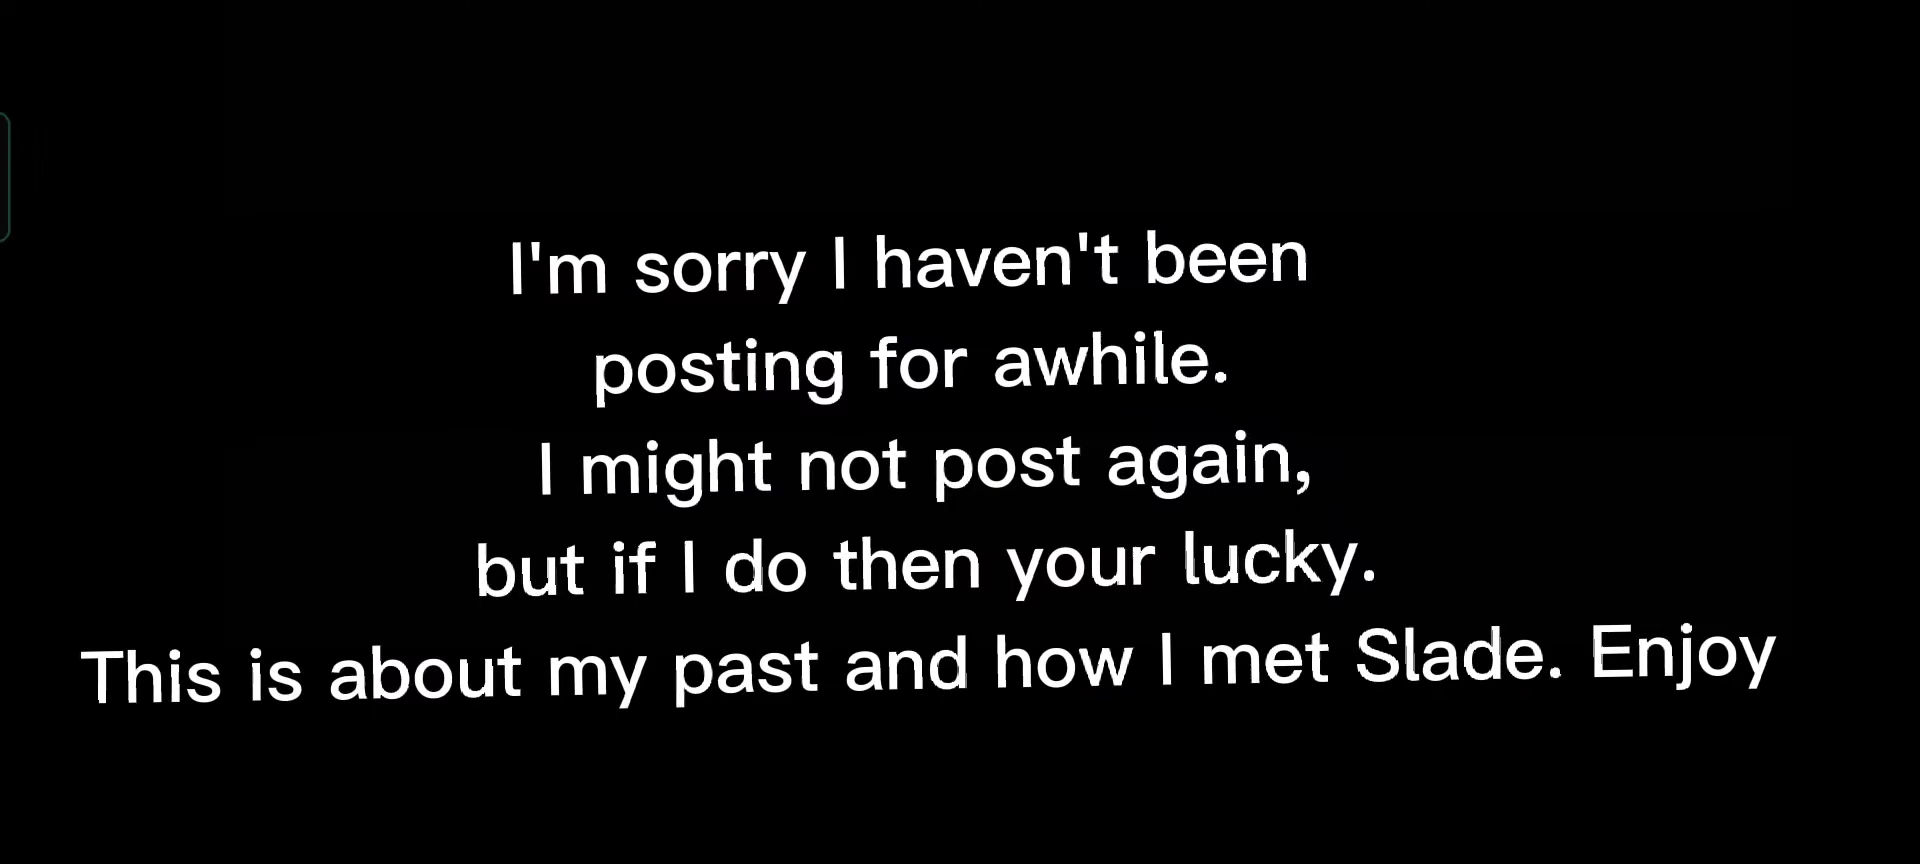 I'm sorry I haven't been
posting for awhile.
I might not post again,
but if I do then your lucky.
This is about my past and how I met Slade. Enjoy